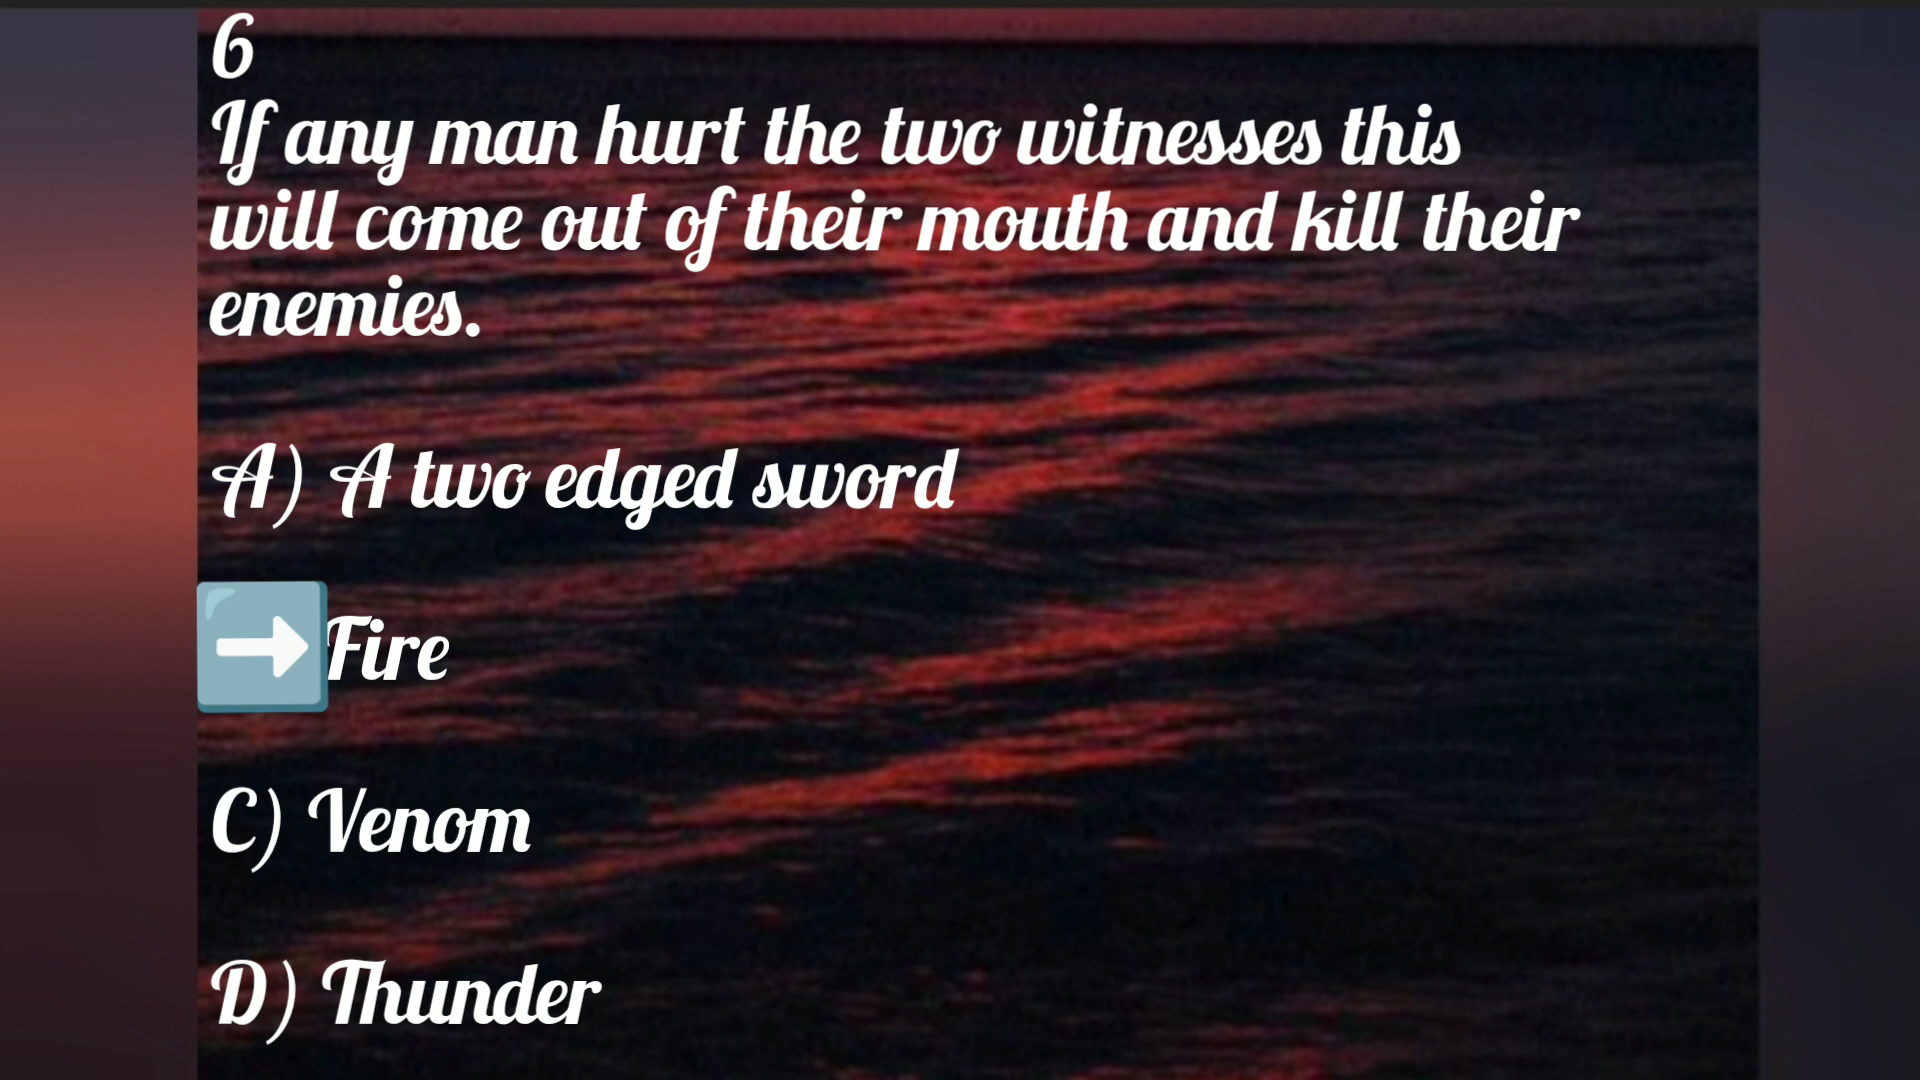 6
If any man hurt the two witnesses this
will come out of their mouth and kill their
enemies.
A) A two edged sword
➡️Fire
C) Venom
D) Thunder